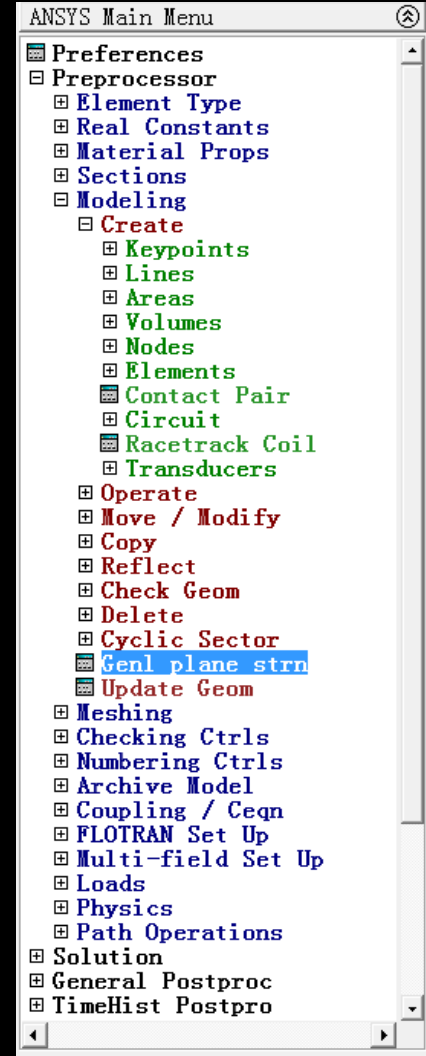 ANSYS Main Menu
Preferences
Preprocessor
Element Type
Real Constants
Material Props
Sections
Modeling
Create
Keypoints
Lines
Areas
Volumes
Nodes
Elements
Contact Pair
Circuit
Racetrack Coil
Transducers
Operate
Move / Modify
Copy
Reflect
Check Geom
Delete
Cyclic Sector
Genl plane strn
Update Geom
Meshing
Checking Ctrls
Numbering Ctrls
Archive Model
Coupling / Ceqn
FLOTRAN Set Up
Multi-field Set Up
Loads
Physics
Path Operations
Solution
General Postproc
TimeHist Postpro